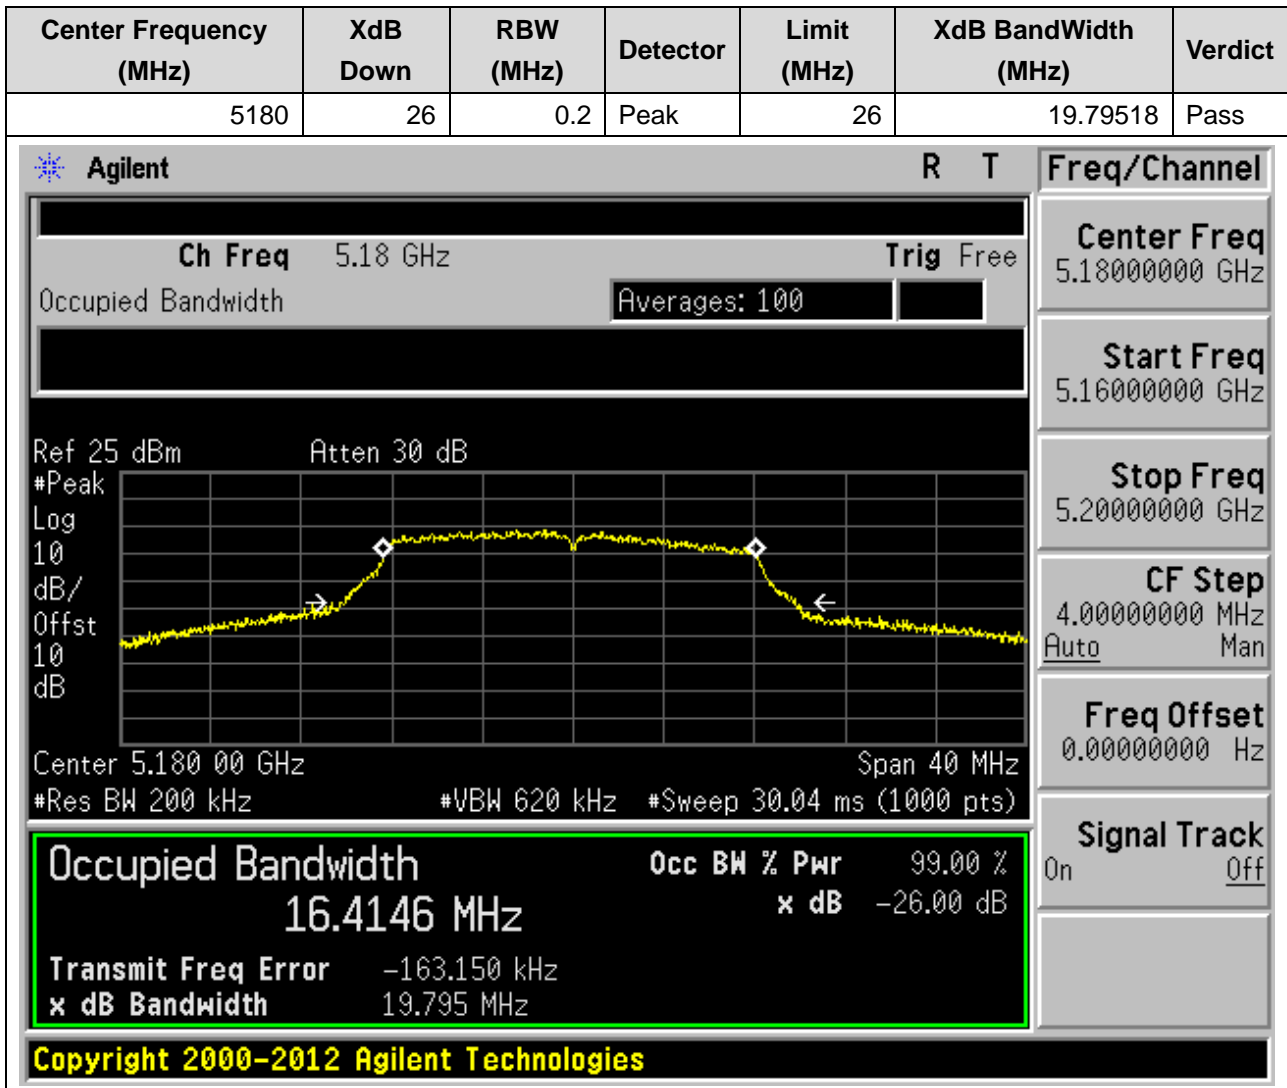 Center Frequency (MHz) XdB Down RBW (MHz) Detector Limit (MHz) XdB BandWidth (MHz) Verdict
5180 26 0.2 Peak 26 19.79518 Pass
Agilent R T
Ch Freq 5.18 GHz Trig Free
Occupied Bandwidth Averages: 100
Ref 25 dBm Atten 30 dB
#Peak
Log
10
dB/
Offst
10
dB
Center 5.180 00 GHz Span 40 MHz
#Res BW 200 kHz #VBW 620 kHz #Sweep 30.04 ms (1000 pts)
Occupied Bandwidth Occ BW % Pwr 99.00 %
16.4146 MHz x dB -26.00 dB
Transmit Freq Error -163.150 kHz
x dB Bandwidth 19.795 MHz
Copyright 2000-2012 Agilent Technologies
Freq/Channel
Center Freq
5.18000000 GHz
Start Freq
5.16000000 GHz
Stop Freq
5.20000000 GHz
CF Step
4.00000000 MHz
Auto Man
Freq Offset
0.00000000 Hz
Signal Track
On Off